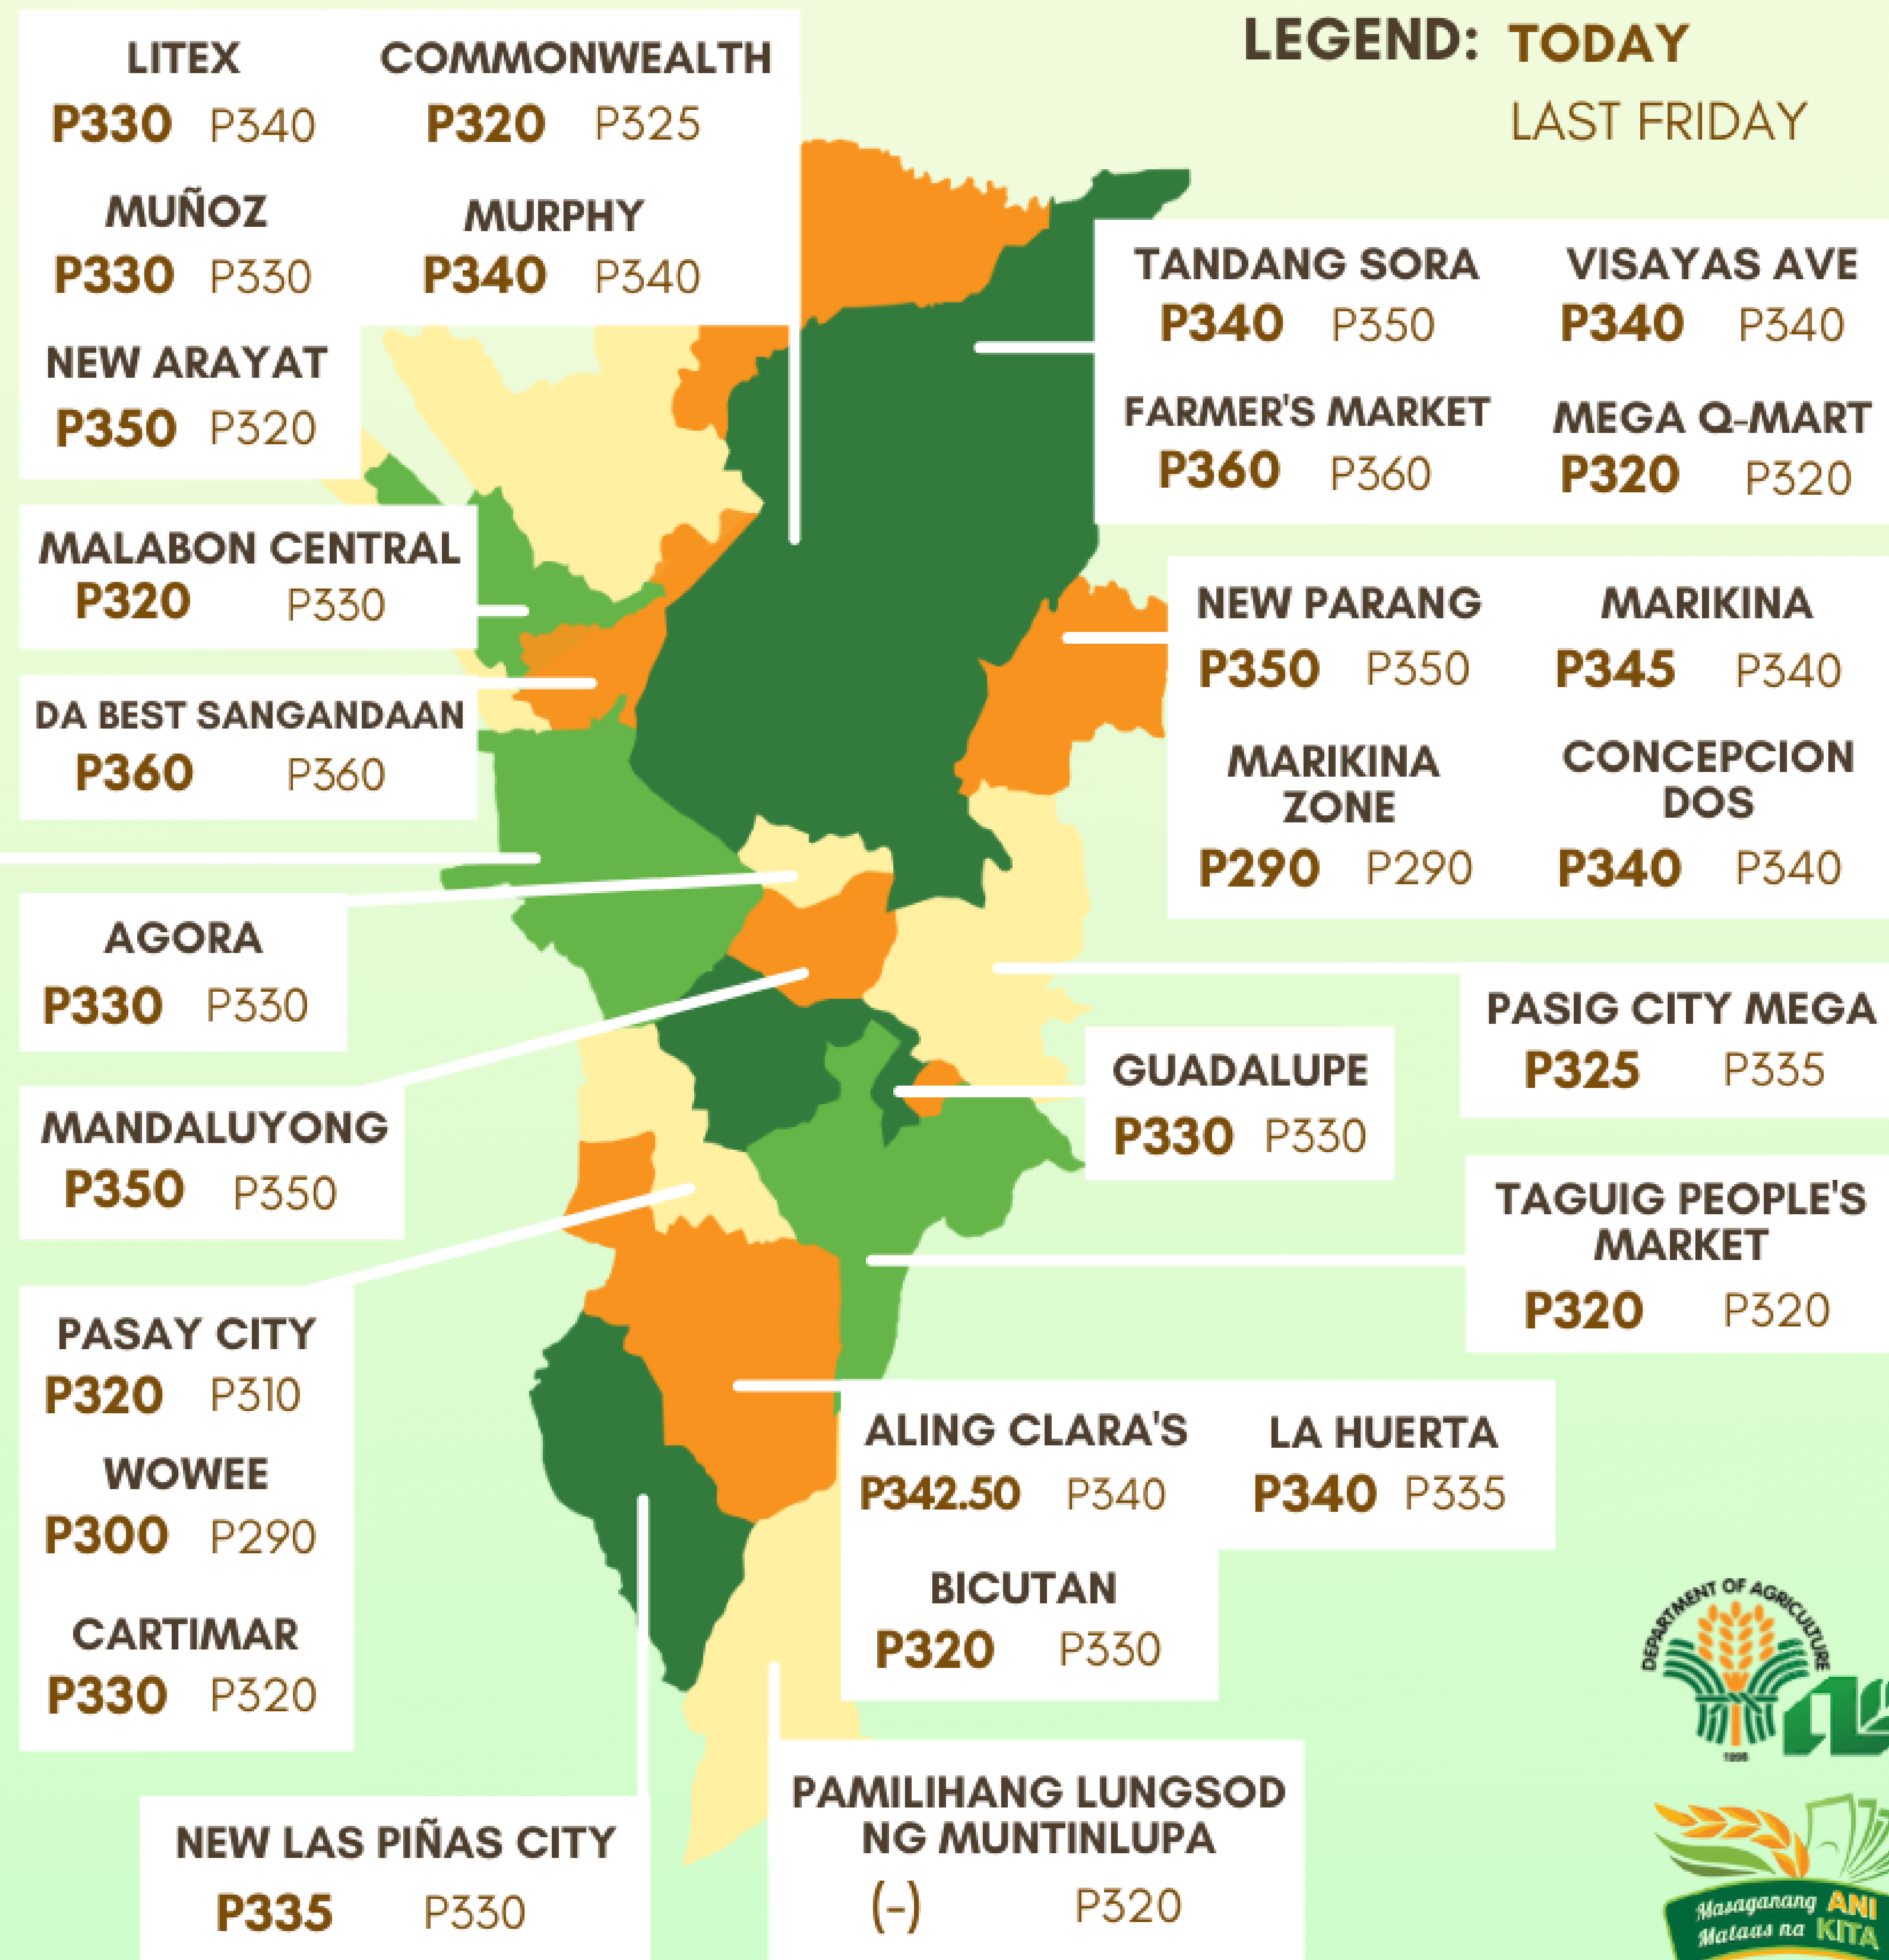 LEGEND: TODAY
LAST FRIDAY
LITEX
P330 P340
COMMONWEALTH
P320 P325
MUÑOZ
P330 P330
MURPHY
P340 P340
NEW ARAYAT
P350 P320
TANDANG SORA
P340 P350
VISAYAS AVE
P340 P340
FARMER'S MARKET
P360 P360
MEGA Q-MART
P320 P320
MALABON CENTRAL
P320 P330
DA BEST SANGANDAAN
P360 P360
NEW PARANG
P350 P350
MARIKINA
P345 P340
MARIKINA
ZONE
P290 P290
CONCEPCION
DOS
P340 P340
AGORA
P330 P330
MANDALUYONG
P350 P350
PASIG CITY MEGA
P325 P335
GUADALUPE
P330 P330
TAGUIG PEOPLE'S
MARKET
P320 P320
PASAY CITY
P320 P310
WOWEE
P300 P290
CARTIMAR
P330 P320
ALING CLARA'S
P342.50 P340
LA HUERTA
P340 P335
BICUTAN
P320 P330
NEW LAS PIÑAS CITY
P335 P330
PAMILIHANG LUNGSOD
NG MUNTINLUPA
(-) P320
DEPARTMENT OF AGRICULTURE
1898
Masaganang ANI
Mataas na KITA